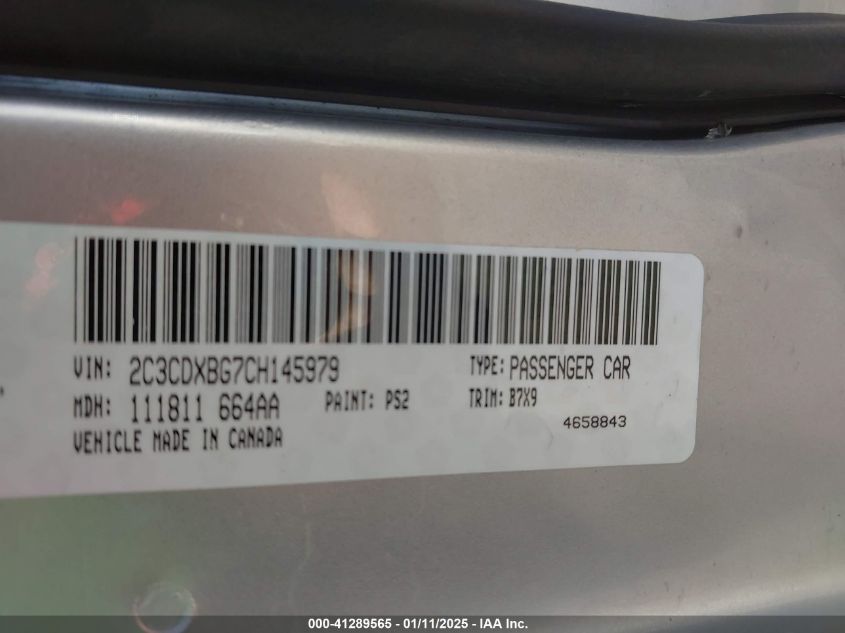 VIN: 2C3CDXBG7CH145979 TYPE: PASSENGER CAR
MDH: 111811 664AA PAINT: PS2 TRIM: B7X9
4658843
VEHICLE MADE IN CANADA
000-41289565 - 01/11/2025 - IAA Inc.